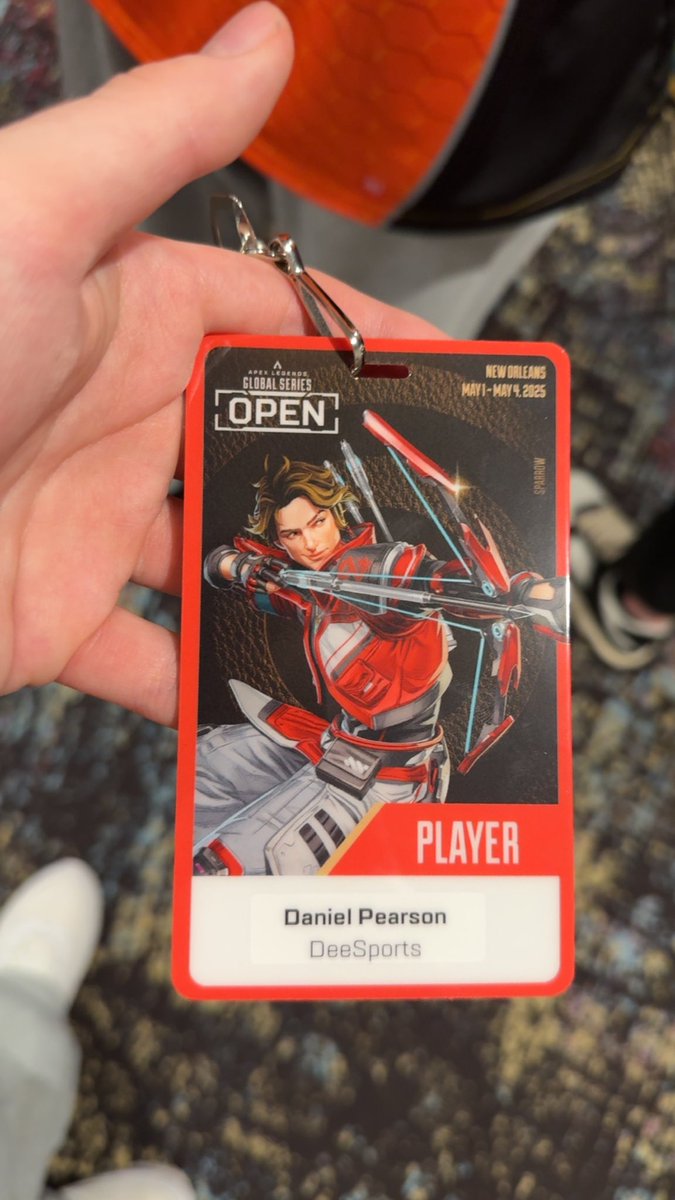 APEX LEGENDS
GLOBAL SERIES
OPEN
NEW ORLEANS
MAY 1 - MAY 4, 2025
SPARROW
PLAYER
Daniel Pearson
DeeSports